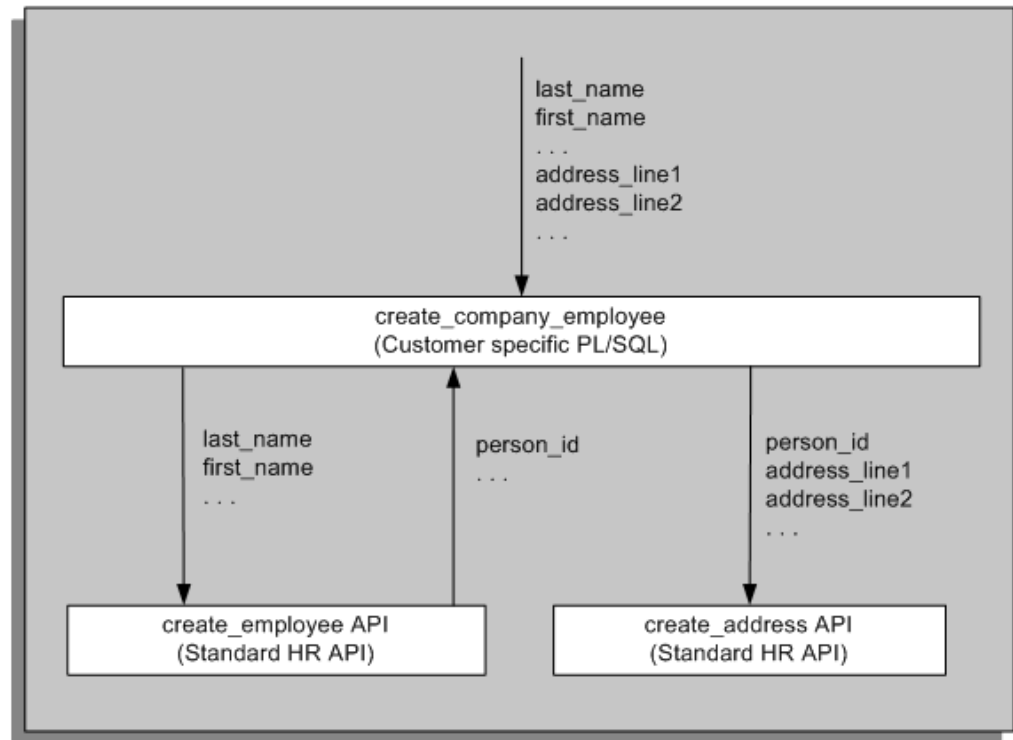 last_name
first_name
. . .
address_line1
address_line2
. . .
create_company_employee
(Customer specific PL/SQL)
last_name
first_name
. . .
person_id
. . .
person_id
address_line1
address_line2
. . .
create_employee API
(Standard HR API)
create_address API
(Standard HR API)